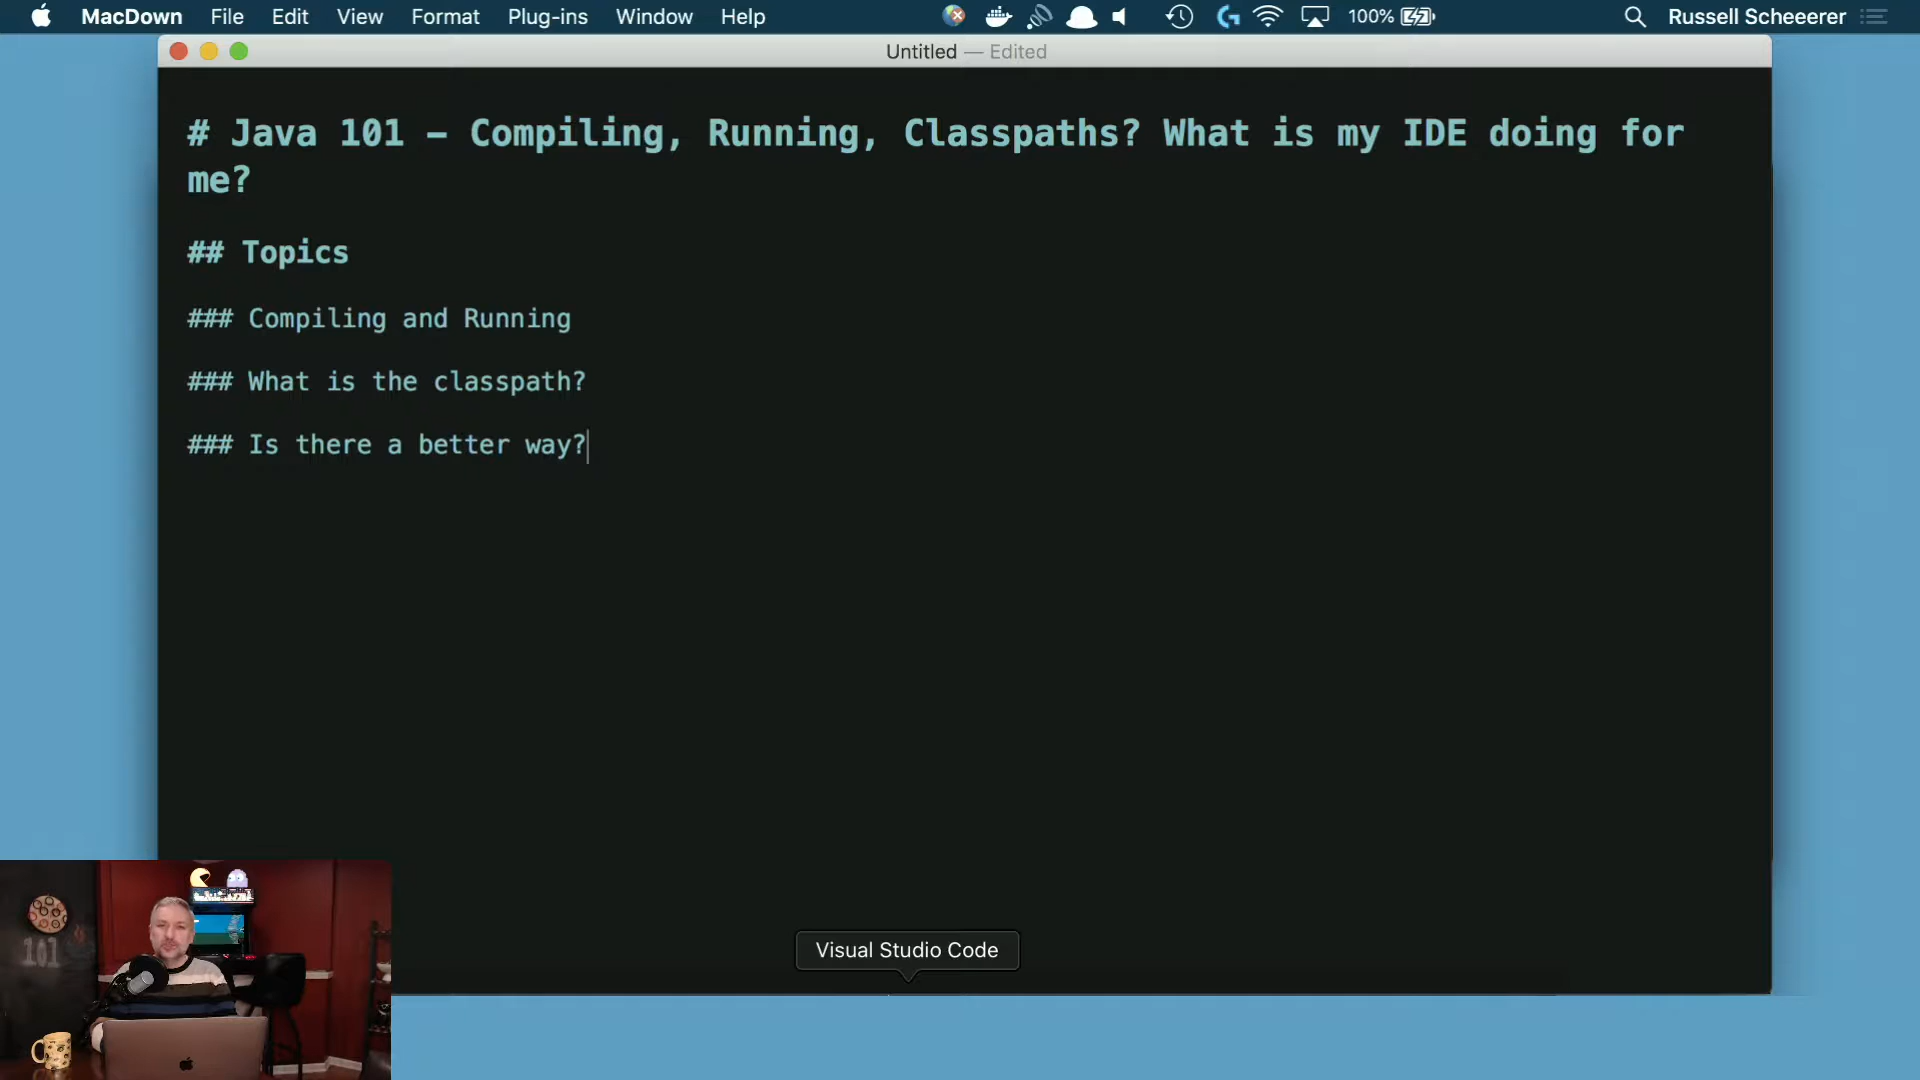 MacDown File Edit View Format Plug-ins Window Help 100% Russell Scheeerer
Untitled — Edited
# Java 101 – Compiling, Running, Classpaths? What is my IDE doing for
me?
## Topics
### Compiling and Running
### What is the classpath?
### Is there a better way?
101
Visual Studio Code